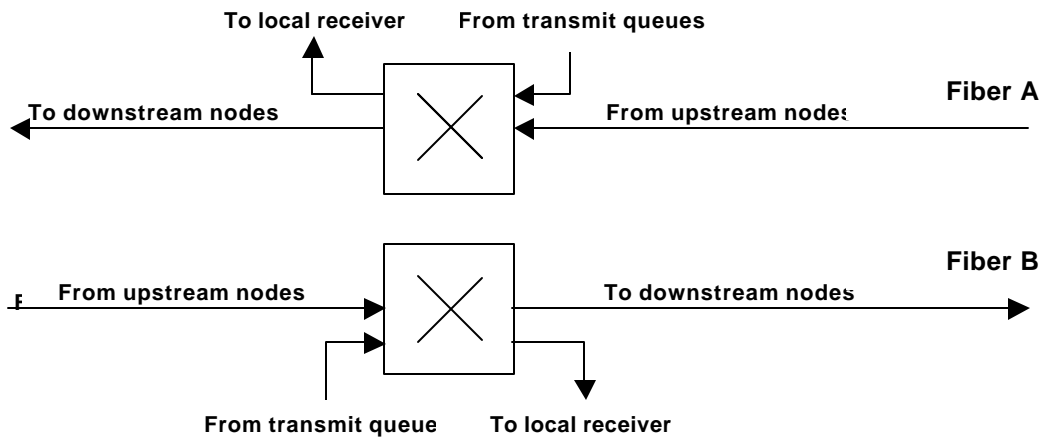 To local receiver
From transmit queues
Fiber A
To downstream nodes
From upstream nodes
Fiber B
From upstream nodes
To downstream nodes
From transmit queue
To local receiver